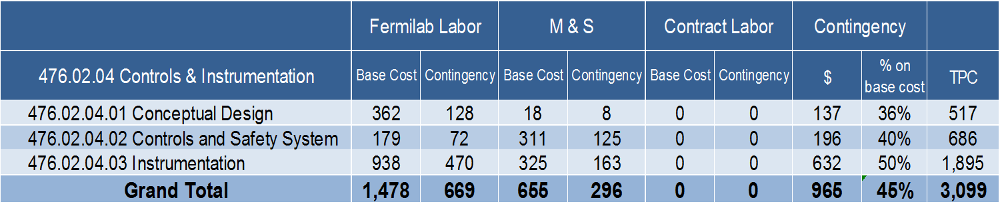 Fermilab Labor M & S Contract Labor Contingency
476.02.04 Controls & Instrumentation Base Cost Contingency Base Cost Contingency Base Cost Contingency $ % on base cost TPC
476.02.04.01 Conceptual Design 362 128 18 8 0 0 137 36% 517
476.02.04.02 Controls and Safety System 179 72 311 125 0 0 196 40% 686
476.02.04.03 Instrumentation 938 470 325 163 0 0 632 50% 1,895
Grand Total 1,478 669 655 296 0 0 965 45% 3,099